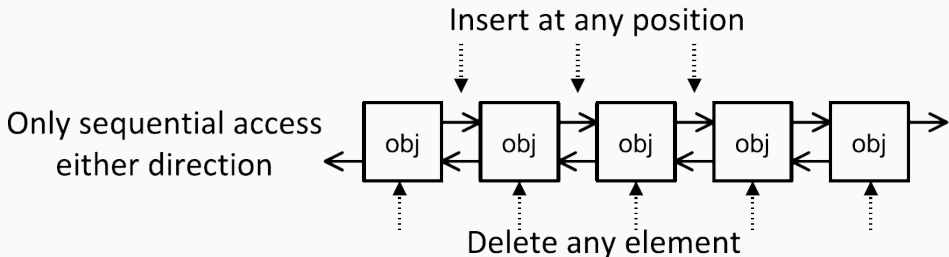 Insert at any position
Only sequential access
either direction
obj obj obj obj obj
Delete any element